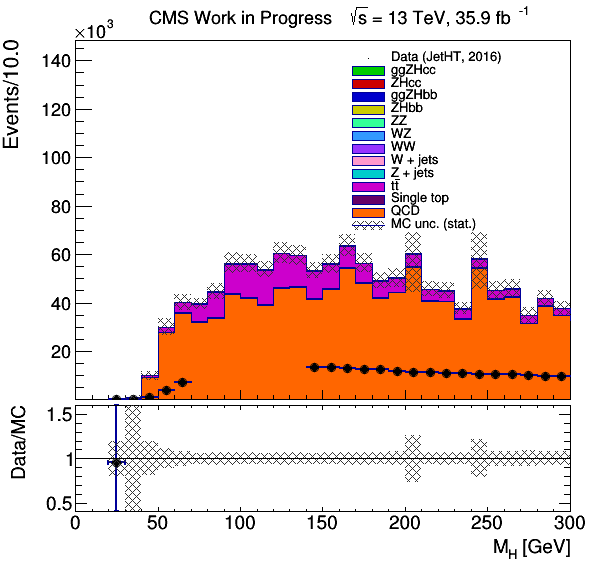 CMS Work in Progress √s = 13 TeV, 35.9 fb⁻¹
×10³
Events/10.0
140
120
100
80
60
40
20
Data (JetHT, 2016)
ggZHcc
ZHcc
ggZHbb
ZHbb
ZZ
WZ
WW
W + jets
Z + jets
tt̄
Single top
QCD
MC unc. (stat.)
Data/MC
1.5
1
0.5
0 50 100 150 200 250 300
M_H [GeV]